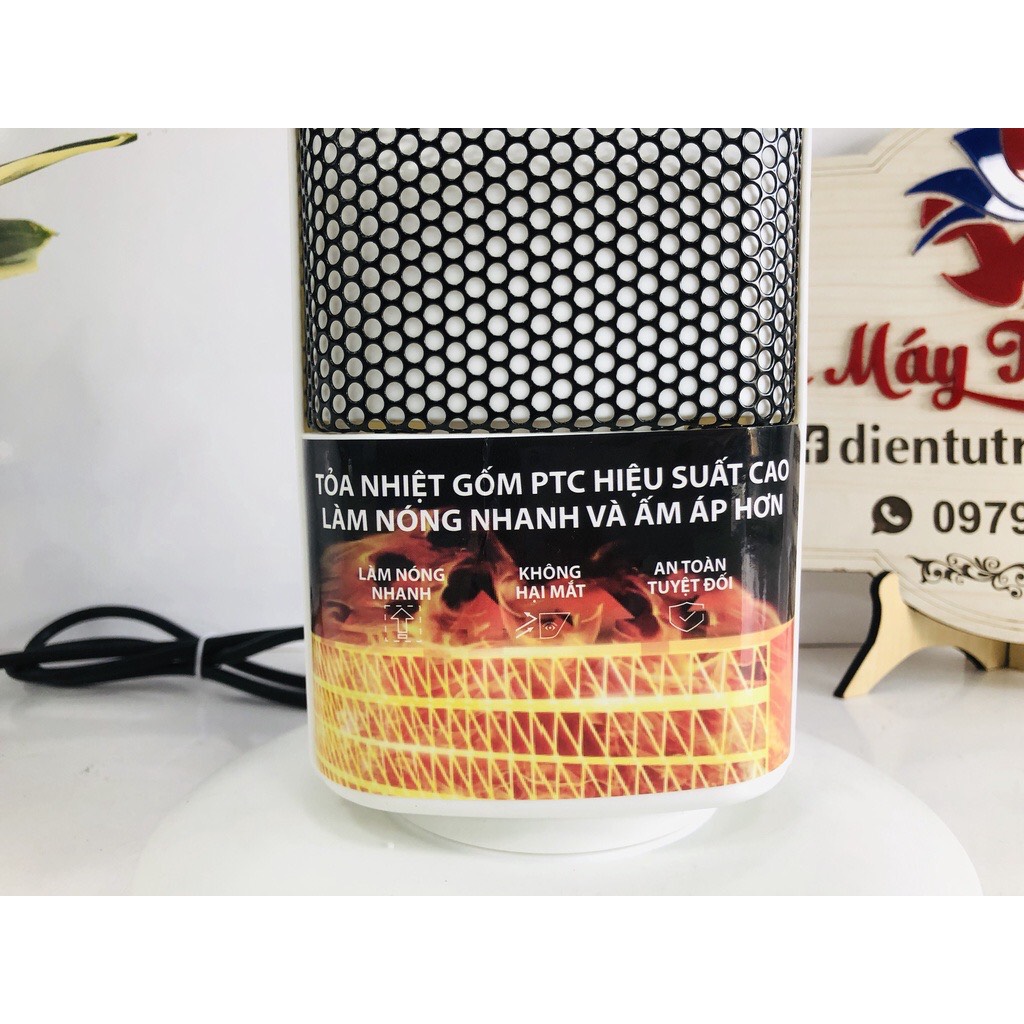 TỎA NHIỆT GỐM PTC HIỆU SUẤT CAO
LÀM NÓNG NHANH VÀ ẤM ÁP HƠN
LÀM NÓNG
NHANH
KHÔNG
HẠI MẮT
AN TOÀN
TUYỆT ĐỐI
Máy
dientutr
0979